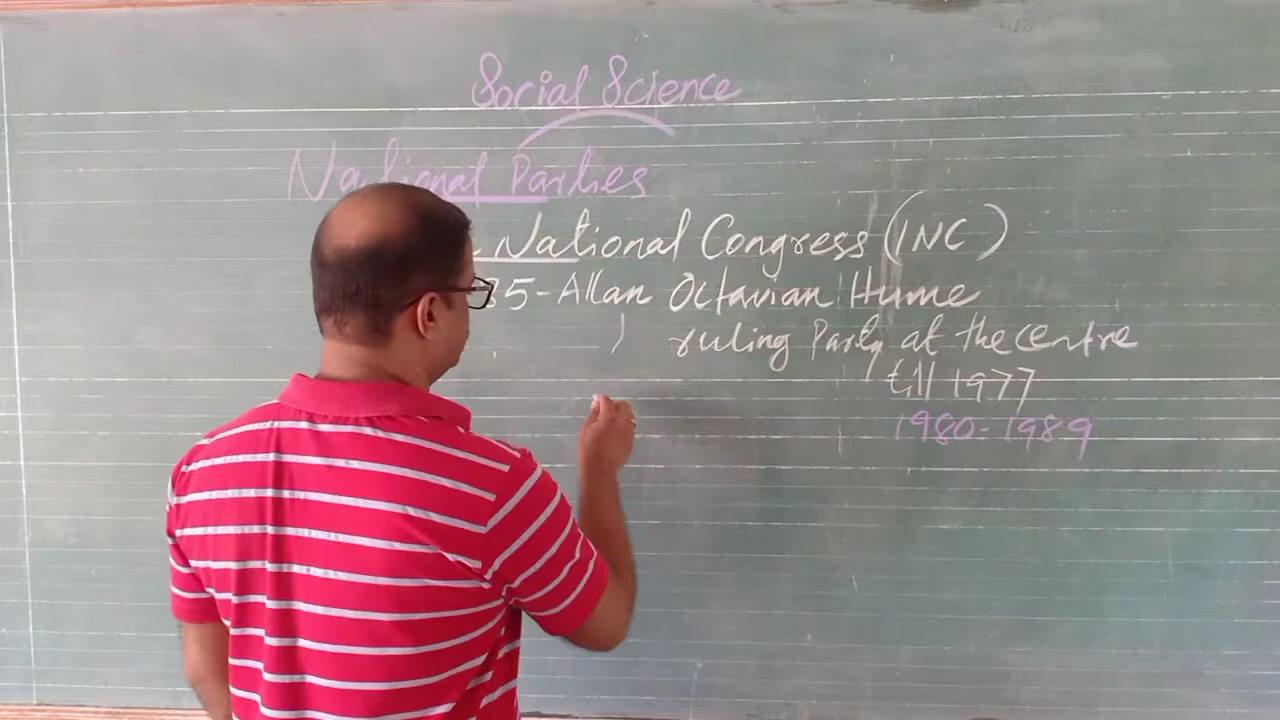 Social Science
National Parties
National Congress (INC)
85-Allan Octavian Hume
ruling Party at the centre
till 1977
1980-1989